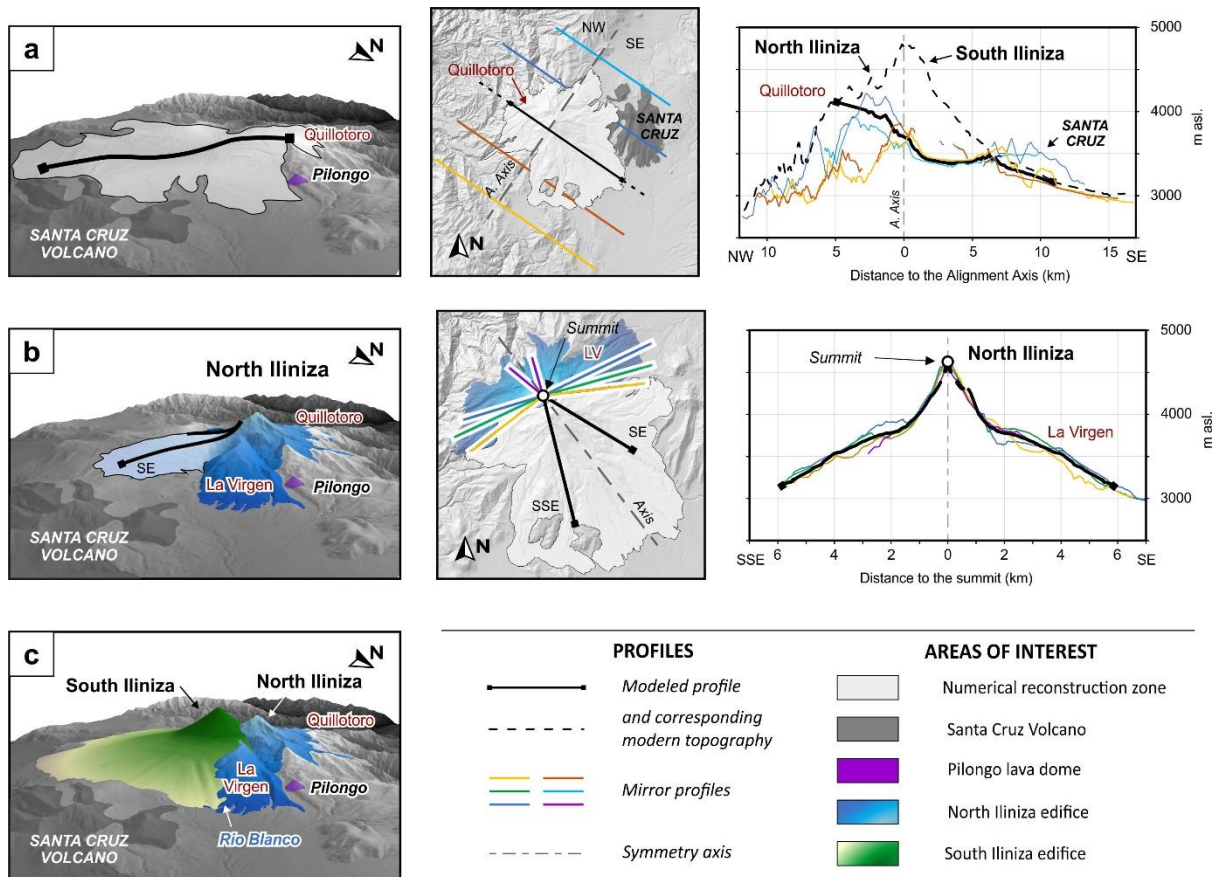 a
N
Quillotoro
Pilongo
SANTA CRUZ
VOLCANO
NW
SE
Quillotoro
SANTA
CRUZ
A. Axis
N
North Iliniza
South Iliniza
Quillotoro
SANTA
CRUZ
A. Axis
5000
4000
3000
m asl.
10 5 0 5 10 15
NW SE
Distance to the Alignment Axis (km)
b
N
North Iliniza
Quillotoro
SE
La Virgen
Pilongo
SANTA CRUZ
VOLCANO
Summit
LV
SE
SSE
Axis
N
Summit
North Iliniza
La Virgen
5000
4000
3000
m asl.
SSE 6 4 2 0 2 4 6 SE
Distance to the summit (km)
c
N
South Iliniza
North Iliniza
Quillotoro
La
Virgen
Pilongo
Rio Blanco
SANTA CRUZ
VOLCANO
PROFILES
Modeled profile
and corresponding
modern topography
Mirror profiles
Symmetry axis
AREAS OF INTEREST
Numerical reconstruction zone
Santa Cruz Volcano
Pilongo lava dome
North Iliniza edifice
South Iliniza edifice